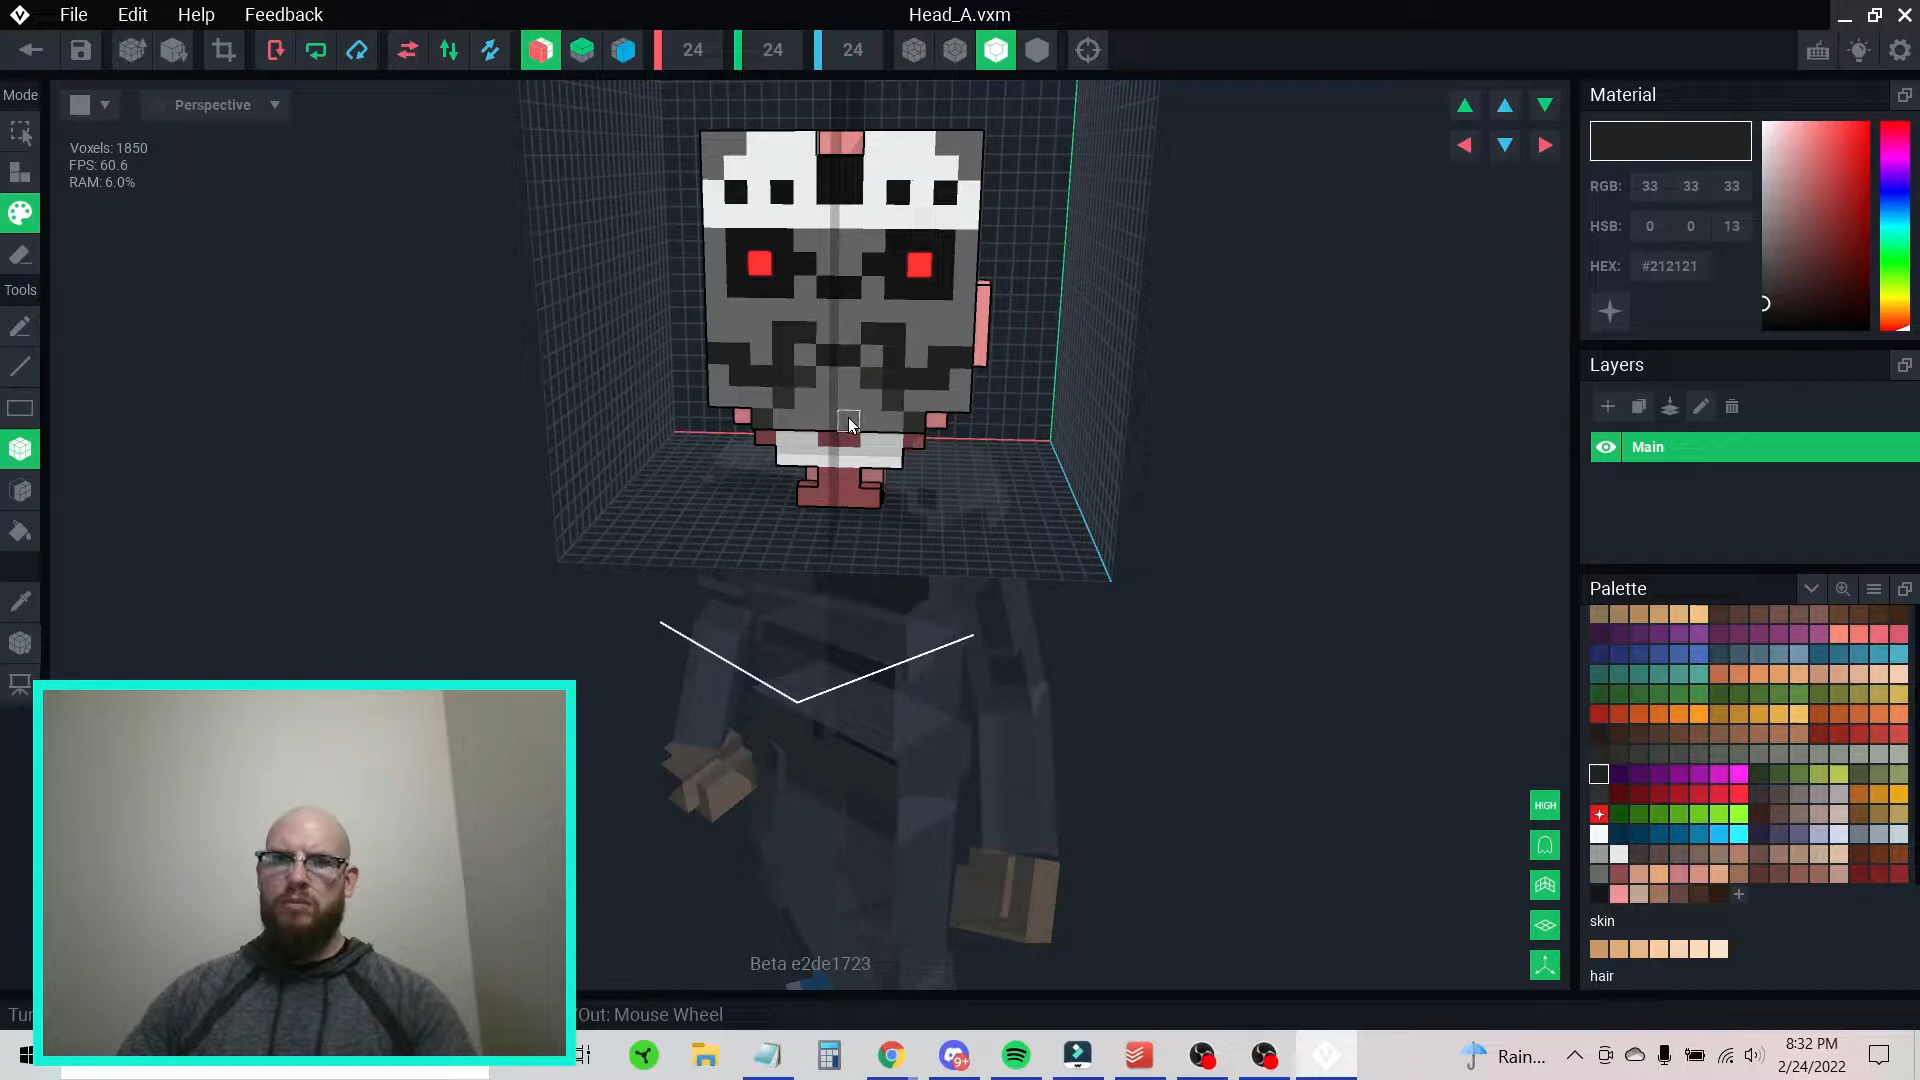 File Edit Help Feedback Head_A.vxm
24 24 24
Mode
Perspective
Voxels: 1850
FPS: 60.6
RAM: 6.0%
Tools
Material
RGB: 33 33 33
HSB: 0 0 13
HEX: #212121
Layers
Main
Palette
skin
hair
HIGH
Beta e2de1723
/Out: Mouse Wheel
9+
Rain...
8:32 PM
2/24/2022